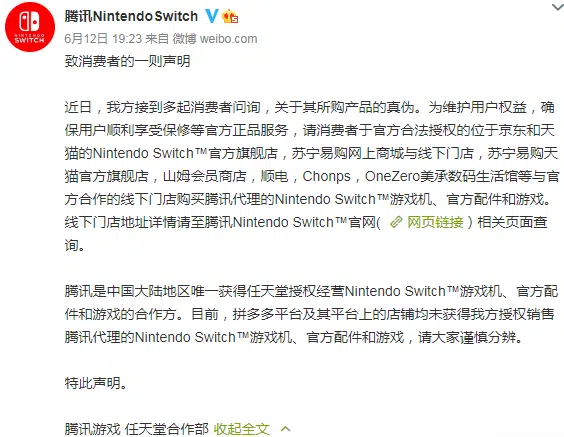 NINTENDO
SWITCH
腾讯NintendoSwitch
6月12日 19:23 来自 微博 weibo.com
致消费者的一则声明
近日，我方接到多起消费者问询，关于其所购产品的真伪。为维护用户权益，确
保用户顺利享受保修等官方正品服务，请消费者于官方合法授权的位于京东和天
猫的Nintendo Switch™官方旗舰店，苏宁易购网上商城与线下门店，苏宁易购天
猫官方旗舰店，山姆会员商店，顺电，Chonps，OneZero美承数码生活馆等与官
方合作的线下门店购买腾讯代理的Nintendo Switch™游戏机、官方配件和游戏。
线下门店地址详情请至腾讯Nintendo Switch™官网( 网页链接 ) 相关页面查
询。
腾讯是中国大陆地区唯一获得任天堂授权经营Nintendo Switch™游戏机、官方配
件和游戏的合作方。目前，拼多多平台及其平台上的店铺均未获得我方授权销售
腾讯代理的Nintendo Switch™游戏机、官方配件和游戏，请大家谨慎分辨。
特此声明。
腾讯游戏 任天堂合作部 收起全文